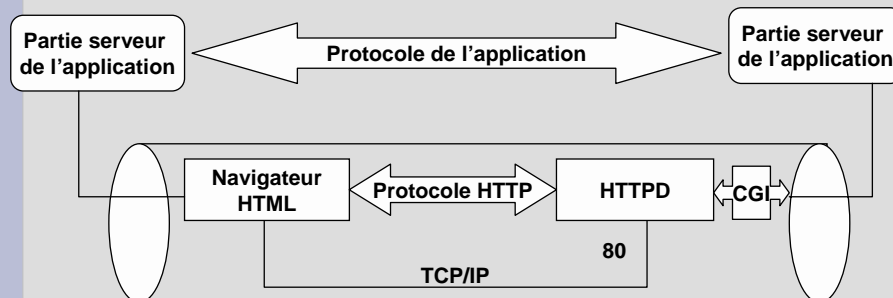 Partie serveur
de l’application
Protocole de l’application
Partie serveur
de l’application
Navigateur
HTML
Protocole HTTP
HTTPD
CGI
80
TCP/IP